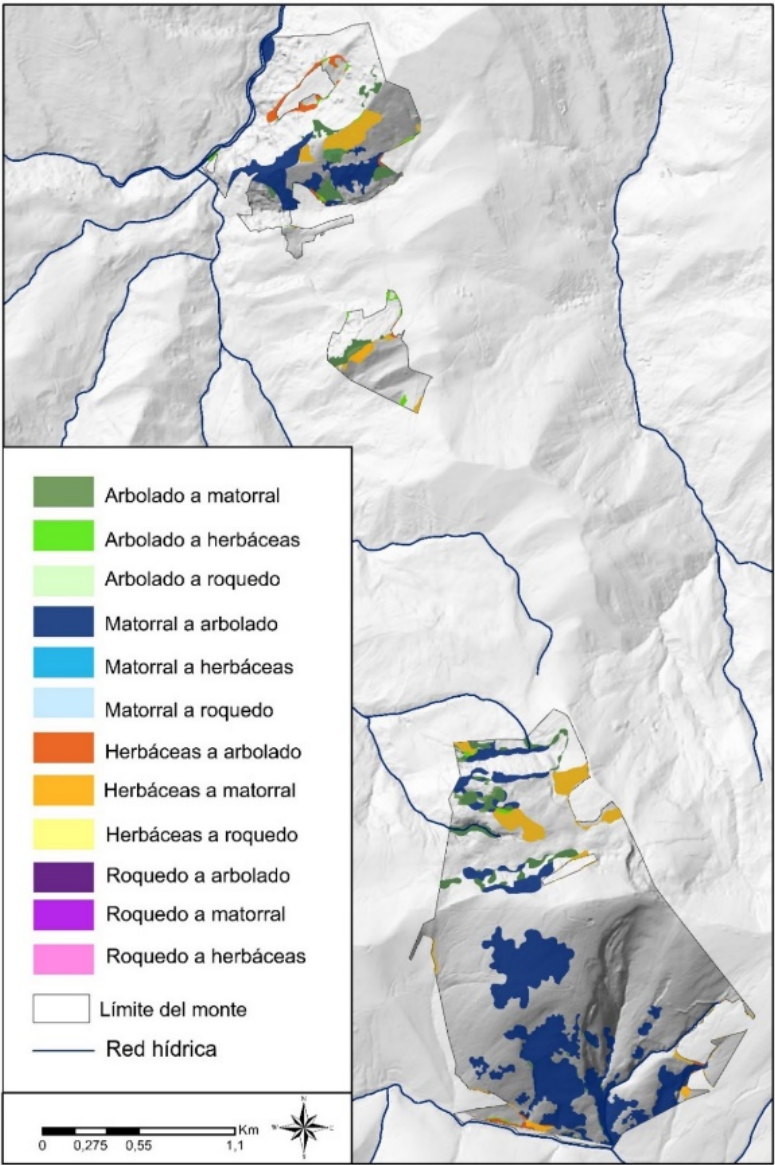 Arbolado a matorral
Arbolado a herbáceas
Arbolado a roquedo
Matorral a arbolado
Matorral a herbáceas
Matorral a roquedo
Herbáceas a arbolado
Herbáceas a matorral
Herbáceas a roquedo
Roquedo a arbolado
Roquedo a matorral
Roquedo a herbáceas
Límite del monte
Red hídrica
Km
0 0,275 0,55 1,1
N
S